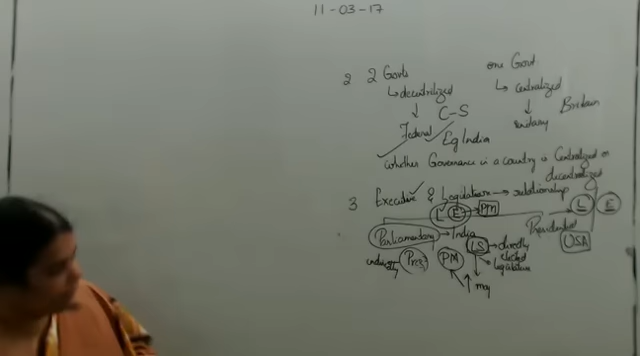 11-03-17
2 2 Govts one Govt
↳ decentrilized ↳ centralized
↓ C-S ↓ Britain
Federal Eg India unitary
whether Governance in a country is Centralized or
decentralized
3 Executive & Legislature → relationship
L E PM L E
Parliamentary → India Presidential
LS → directly USA
indirectly Pres PM elected
legislature
↑ maj